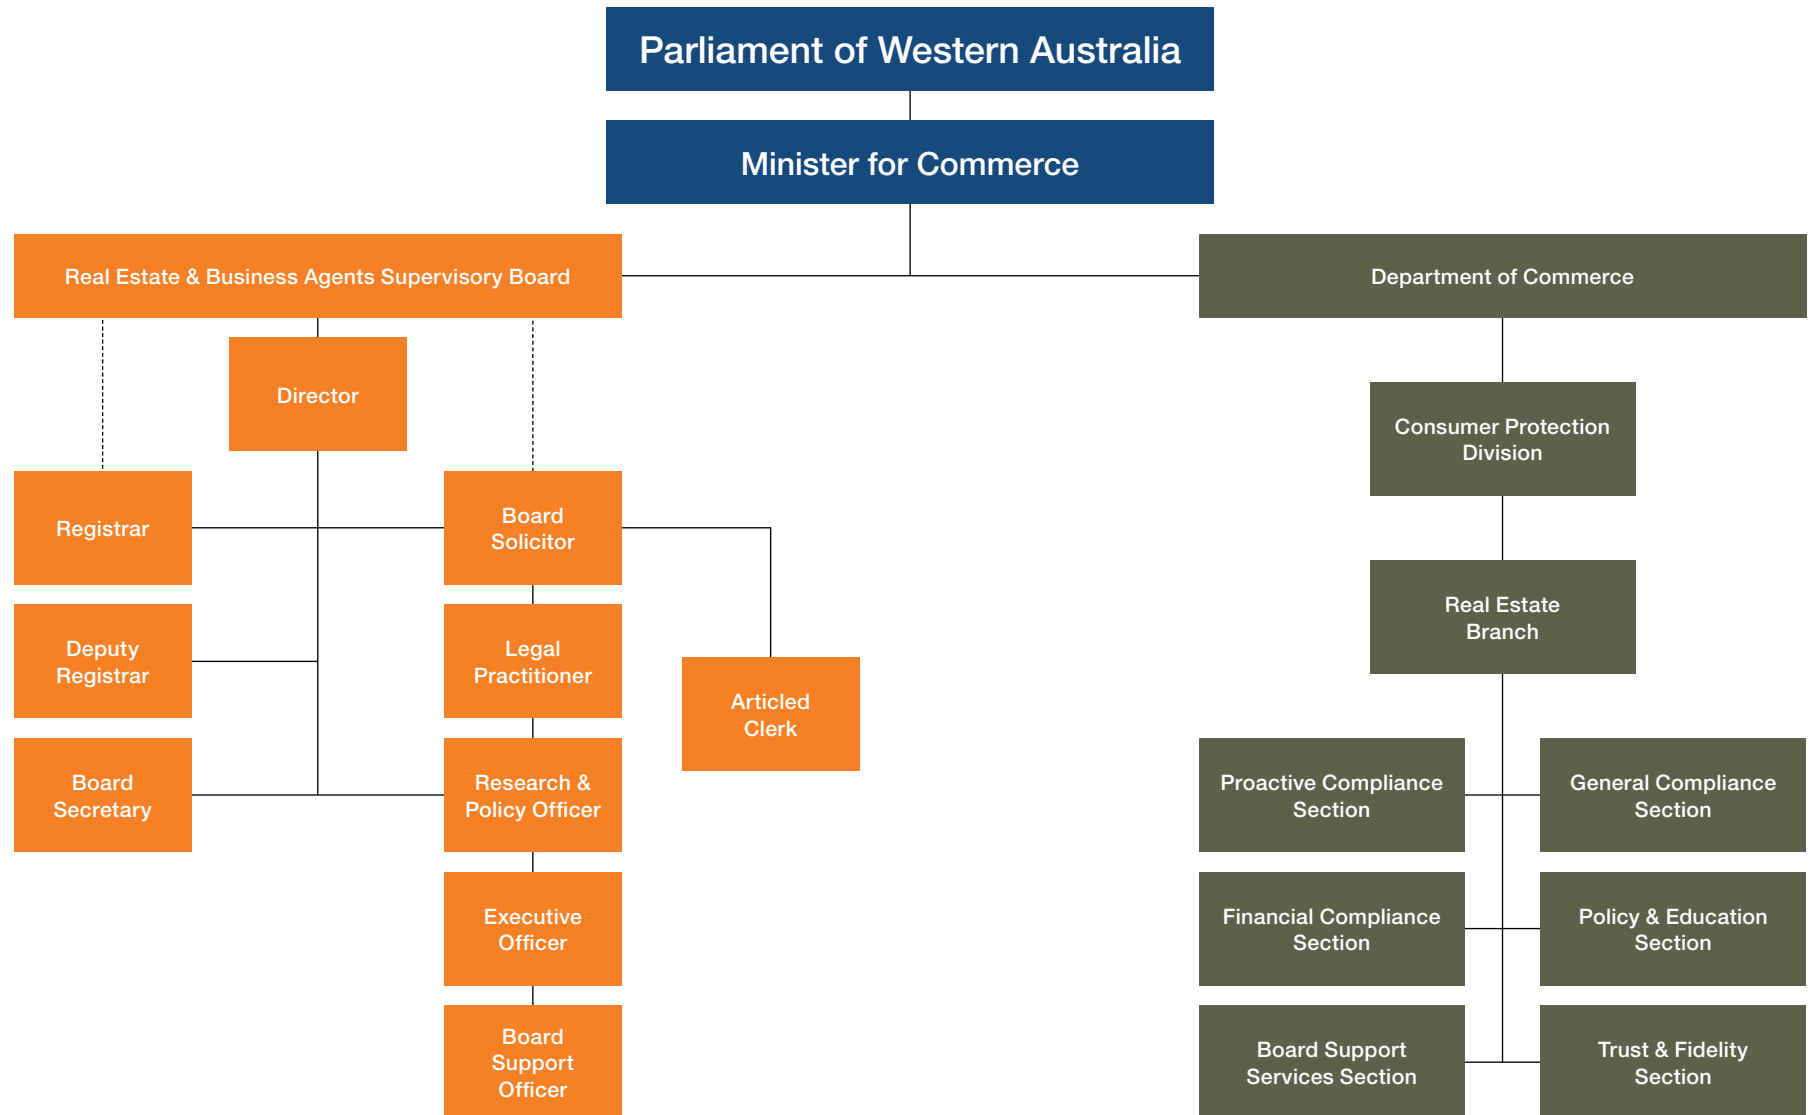 Parliament of Western Australia
Minister for Commerce
Real Estate & Business Agents Supervisory Board
Department of Commerce
Director
Consumer Protection
Division
Registrar
Board
Solicitor
Real Estate
Branch
Deputy
Registrar
Legal
Practitioner
Articled
Clerk
Board
Secretary
Research &
Policy Officer
Proactive Compliance
Section
General Compliance
Section
Executive
Officer
Financial Compliance
Section
Policy & Education
Section
Board
Support
Officer
Board Support
Services Section
Trust & Fidelity
Section